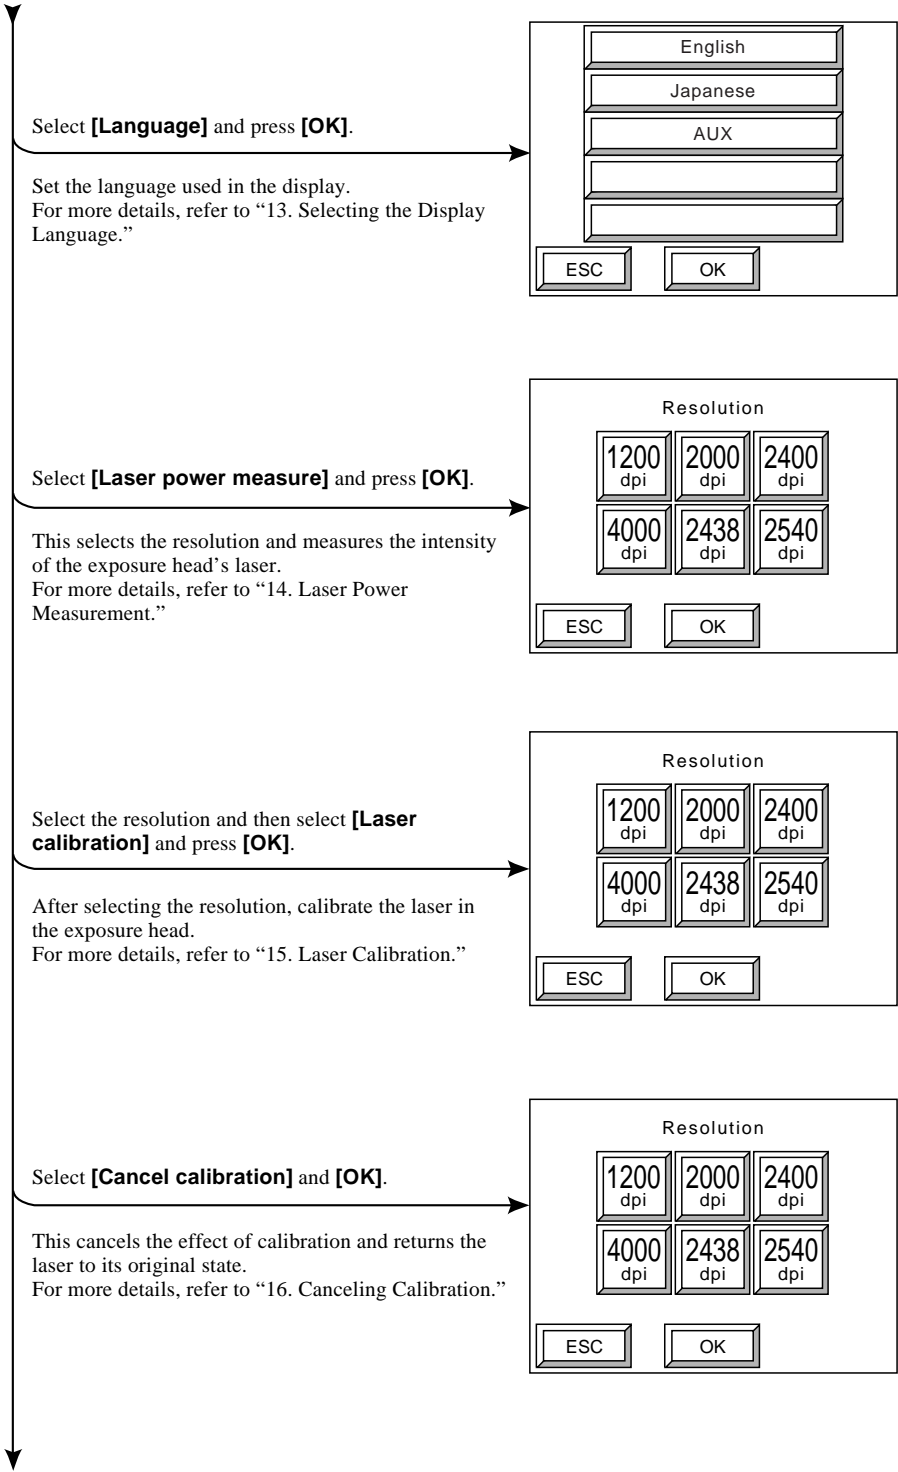 English
Japanese
Select [Language] and press [OK].
AUX
Set the language used in the display.
For more details, refer to “13. Selecting the Display
Language.”
ESC OK
Resolution
1200 2000 2400
dpi dpi dpi
Select [Laser power measure] and press [OK].
4000 2438 2540
dpi dpi dpi
This selects the resolution and measures the intensity
of the exposure head’s laser.
For more details, refer to “14. Laser Power
Measurement.”
ESC OK
Resolution
1200 2000 2400
dpi dpi dpi
Select the resolution and then select [Laser
calibration] and press [OK].
4000 2438 2540
dpi dpi dpi
After selecting the resolution, calibrate the laser in
the exposure head.
For more details, refer to “15. Laser Calibration.”
ESC OK
Resolution
1200 2000 2400
dpi dpi dpi
Select [Cancel calibration] and [OK].
4000 2438 2540
dpi dpi dpi
This cancels the effect of calibration and returns the
laser to its original state.
For more details, refer to “16. Canceling Calibration.”
ESC OK